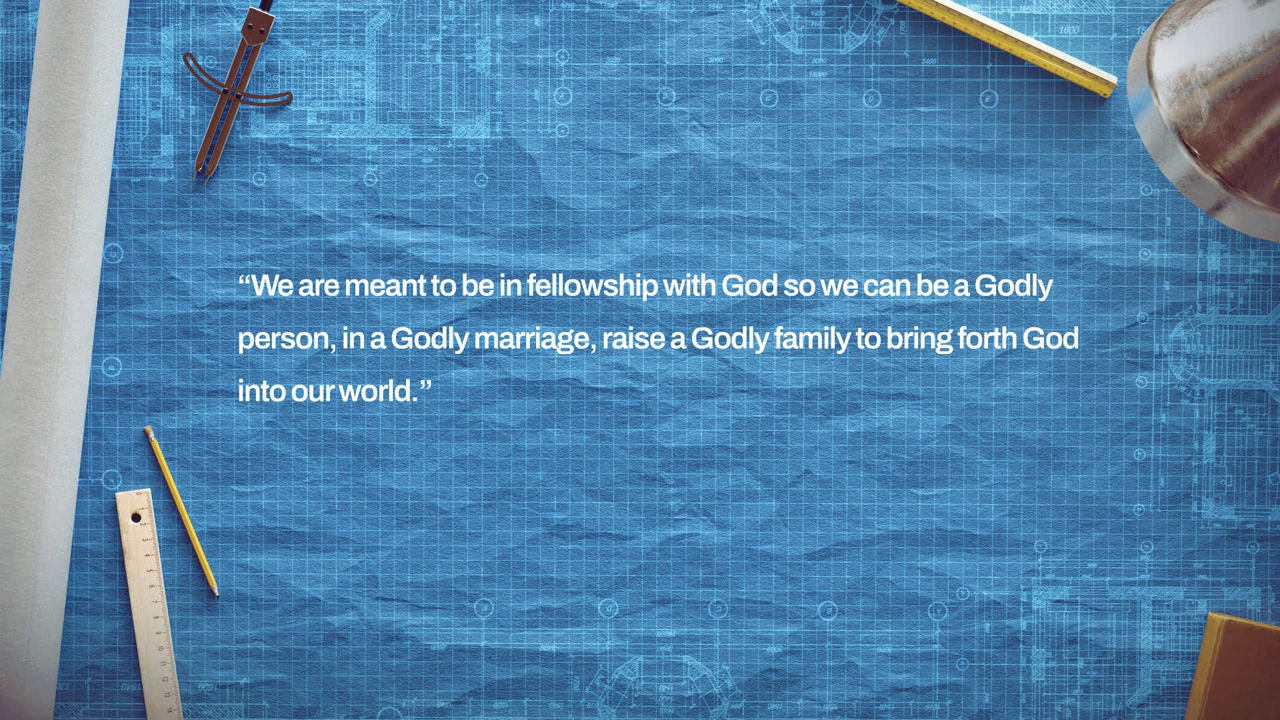 “We are meant to be in fellowship with God so we can be a Godly
person, in a Godly marriage, raise a Godly family to bring forth God
into our world.”